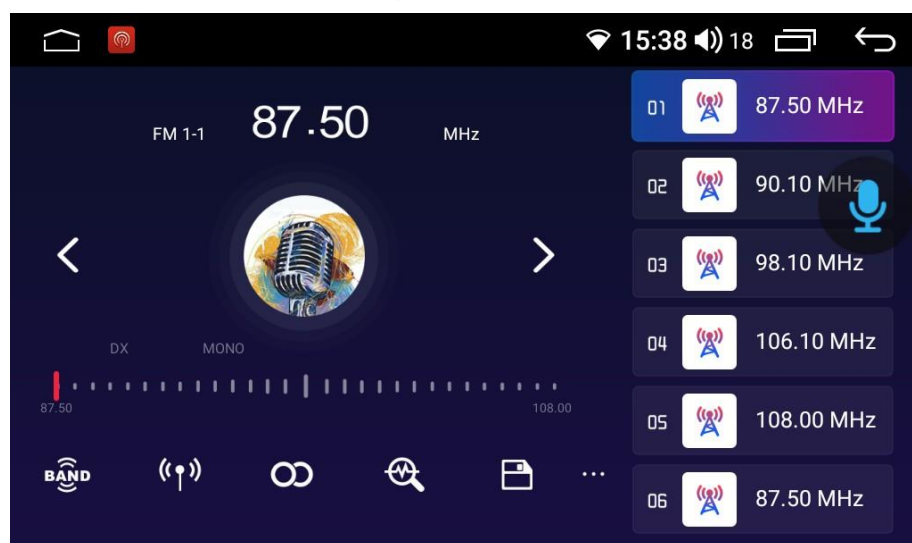 15:38 18
FM 1-1 87.50 MHz
DX MONO
87.50 108.00
BAND
01 87.50 MHz
02 90.10 MHz
03 98.10 MHz
04 106.10 MHz
05 108.00 MHz
06 87.50 MHz